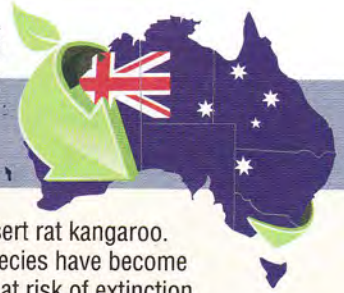 sert rat kangaroo.
ecies have become
at risk of extinction